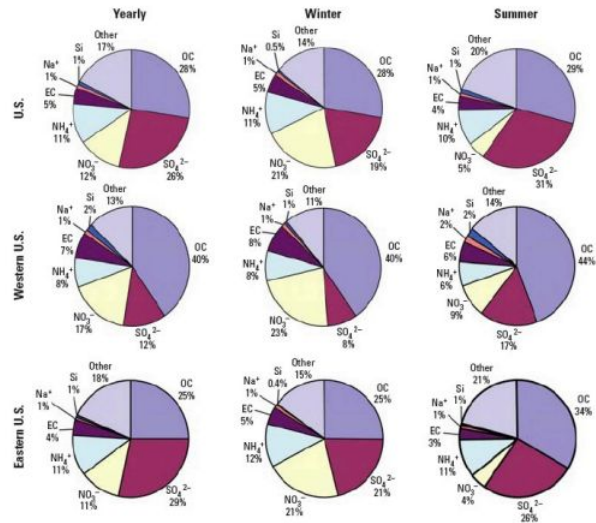 Yearly
Winter
Summer
U.S.
Other
17%
Si
1%
Na⁺
1%
EC
5%
NH₄⁺
11%
NO₃⁻
12%
SO₄²⁻
26%
OC
28%
Other
14%
Si
0.5%
Na⁺
1%
EC
5%
NH₄⁺
11%
NO₃⁻
21%
SO₄²⁻
19%
OC
28%
Other
20%
Si
1%
Na⁺
1%
EC
4%
NH₄⁺
10%
NO₃⁻
5%
SO₄²⁻
31%
OC
29%
Western U.S.
Other
13%
Si
2%
Na⁺
1%
EC
7%
NH₄⁺
8%
NO₃⁻
17%
SO₄²⁻
12%
OC
40%
Other
11%
Si
1%
Na⁺
1%
EC
8%
NH₄⁺
8%
NO₃⁻
23%
SO₄²⁻
8%
OC
40%
Other
14%
Si
2%
Na⁺
2%
EC
6%
NH₄⁺
6%
NO₃⁻
9%
SO₄²⁻
17%
OC
44%
Eastern U.S.
Other
18%
Si
1%
Na⁺
1%
EC
4%
NH₄⁺
11%
NO₃⁻
11%
SO₄²⁻
29%
OC
25%
Other
15%
Si
0.4%
Na⁺
1%
EC
5%
NH₄⁺
12%
NO₃⁻
21%
SO₄²⁻
21%
OC
25%
Other
21%
Si
1%
Na⁺
1%
EC
3%
NH₄⁺
11%
NO₃⁻
4%
SO₄²⁻
26%
OC
34%